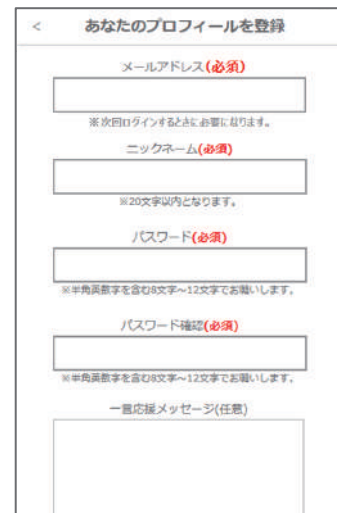 < あなたのプロフィールを登録
メールアドレス(必須)
※次回ログインするときに必要になります。
ニックネーム(必須)
※20文字以内となります。
パスワード(必須)
※半角英数字を含む8文字～12文字でお願いします。
パスワード確認(必須)
※半角英数字を含む8文字～12文字でお願いします。
一言応援メッセージ(任意)